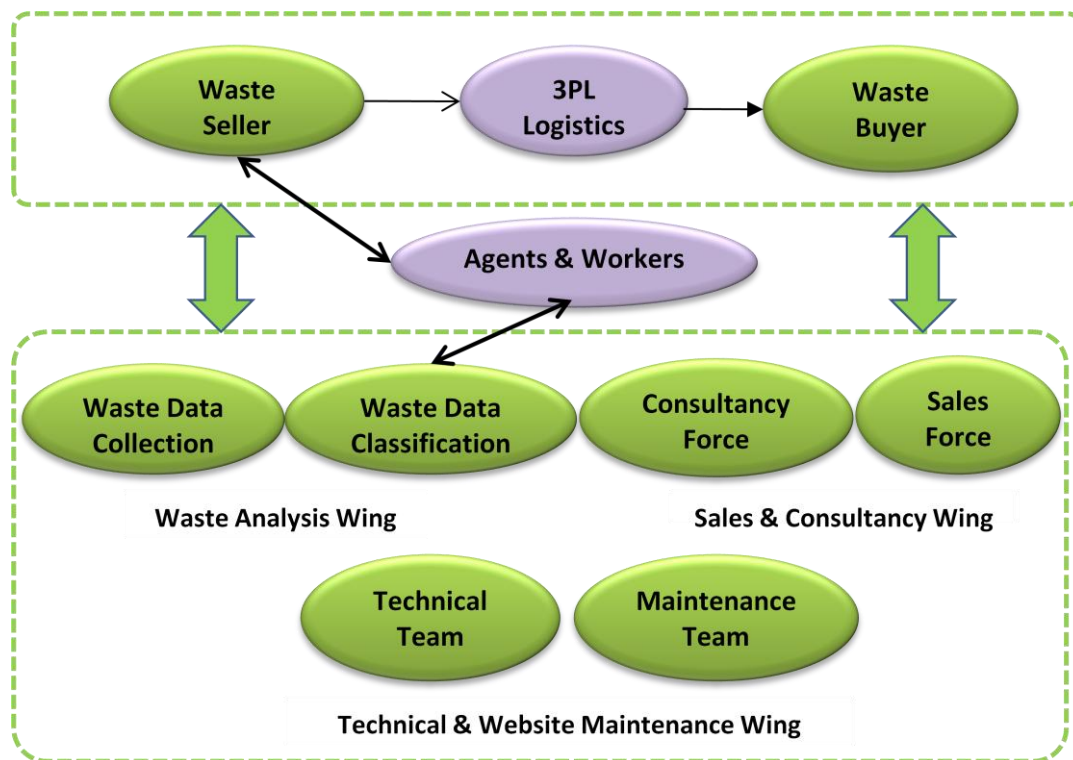 Waste
Seller
3PL
Logistics
Waste
Buyer
Agents & Workers
Waste Data
Collection
Waste Data
Classification
Consultancy
Force
Sales
Force
Waste Analysis Wing
Sales & Consultancy Wing
Technical
Team
Maintenance
Team
Technical & Website Maintenance Wing